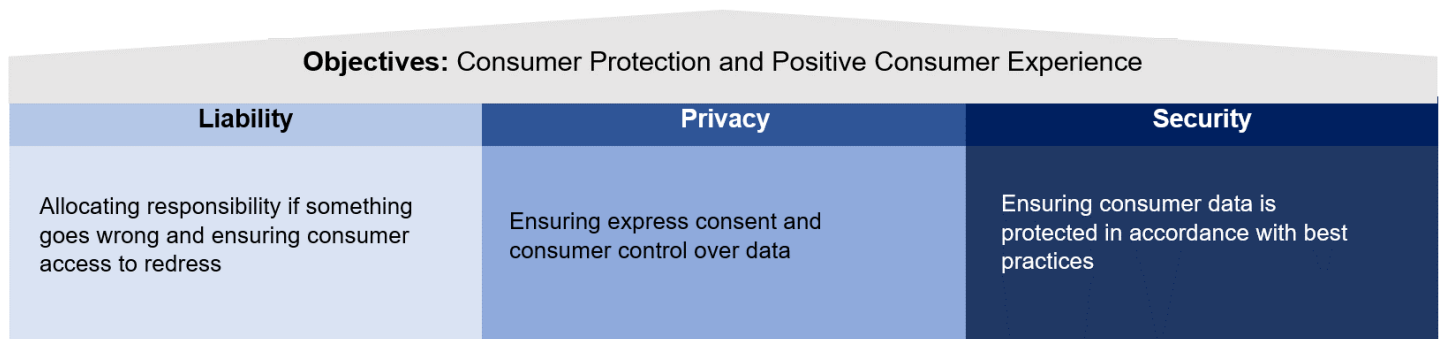 Objectives: Consumer Protection and Positive Consumer Experience
Liability
Allocating responsibility if something
goes wrong and ensuring consumer
access to redress
Privacy
Ensuring express consent and
consumer control over data
Security
Ensuring consumer data is
protected in accordance with best
practices